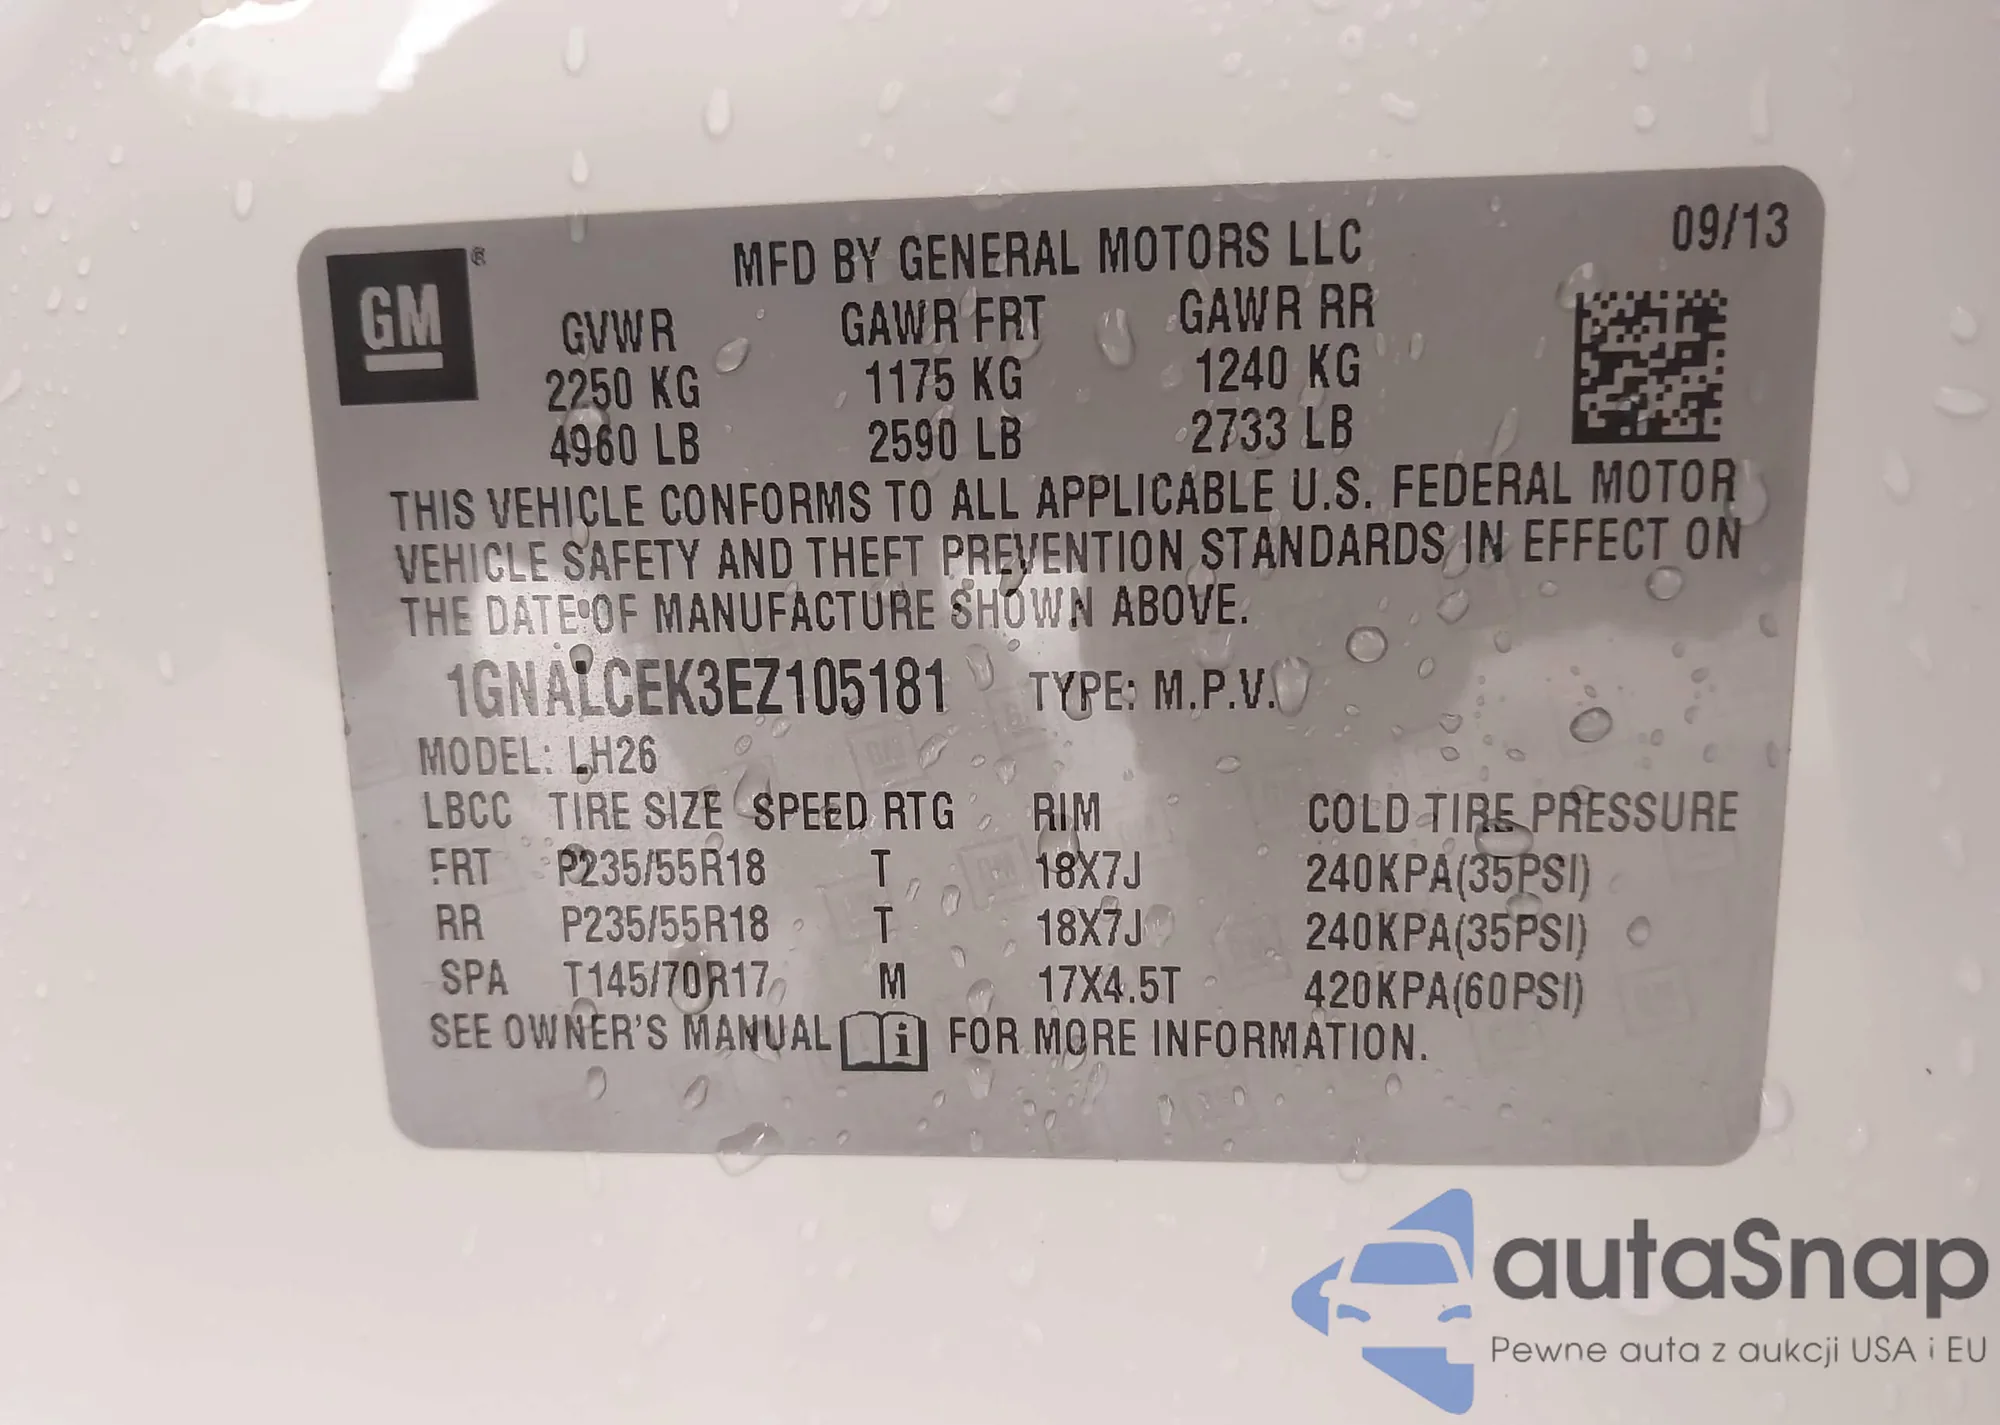 GM ®
MFD BY GENERAL MOTORS LLC 09/13
GVWR GAWR FRT GAWR RR
2250 KG 1175 KG 1240 KG
4960 LB 2590 LB 2733 LB
THIS VEHICLE CONFORMS TO ALL APPLICABLE U.S. FEDERAL MOTOR
VEHICLE SAFETY AND THEFT PREVENTION STANDARDS IN EFFECT ON
THE DATE OF MANUFACTURE SHOWN ABOVE.
1GNALCEK3EZ105181 TYPE: M.P.V.
MODEL: LH26
LBCC TIRE SIZE SPEED RTG RIM COLD TIRE PRESSURE
FRT P235/55R18 T 18X7J 240KPA(35PSI)
RR P235/55R18 T 18X7J 240KPA(35PSI)
SPA T145/70R17 M 17X4.5T 420KPA(60PSI)
SEE OWNER'S MANUAL i FOR MORE INFORMATION.
autaSnap
Pewne auta z aukcji USA i EU